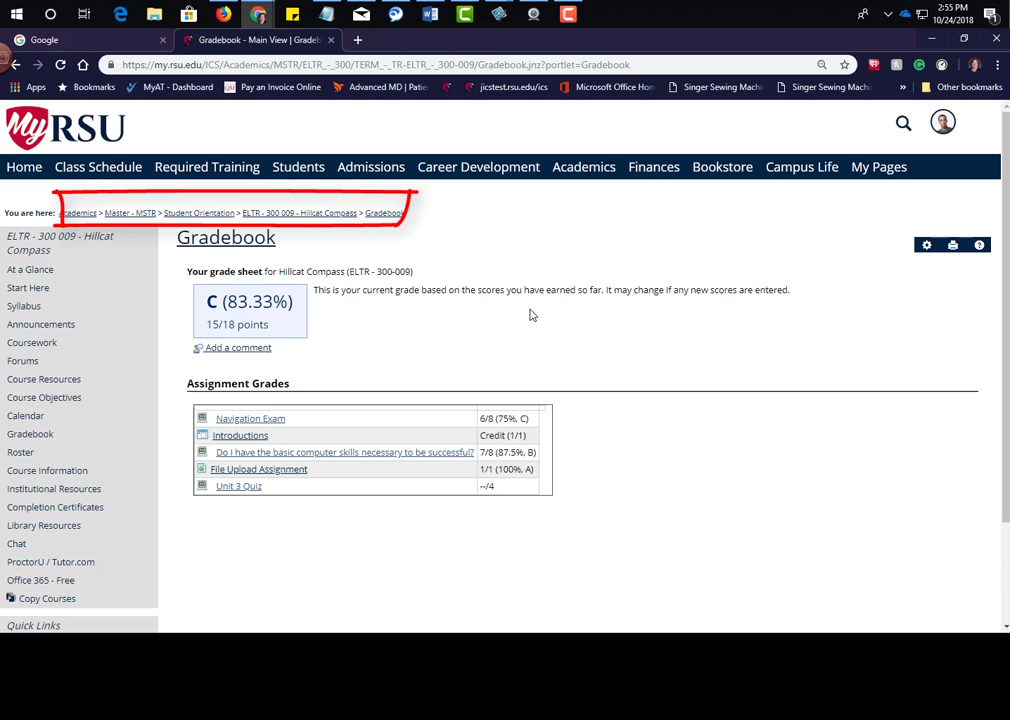 2:55 PM
10/24/2018
Google
Gradebook - Main View | Gradeb
https://my.rsu.edu/ICS/Academics/MSTR/ELTR_-_300/TERM_-_TR-ELTR_-_300-009/Gradebook.jnz?portlet=Gradebook
Apps Bookmarks MyAT - Dashboard Pay an Invoice Online Advanced MD | Patie jicstest.rsu.edu/ics Microsoft Office Hom Singer Sewing Machi Singer Sewing Machi » Other bookmarks
My RSU
Home Class Schedule Required Training Students Admissions Career Development Academics Finances Bookstore Campus Life My Pages
You are here: Academics > Master - MSTR > Student Orientation > ELTR - 300 009 - Hillcat Compass > Gradebook
ELTR - 300 009 - Hillcat
Compass
At a Glance
Start Here
Syllabus
Announcements
Coursework
Forums
Course Resources
Course Objectives
Calendar
Gradebook
Roster
Course Information
Institutional Resources
Completion Certificates
Library Resources
Chat
ProctorU / Tutor.com
Office 365 - Free
Copy Courses
Quick Links
Gradebook
Your grade sheet for Hillcat Compass (ELTR - 300-009)
C (83.33%)
15/18 points
This is your current grade based on the scores you have earned so far. It may change if any new scores are entered.
Add a comment
Assignment Grades
Navigation Exam 6/8 (75%, C)
Introductions Credit (1/1)
Do I have the basic computer skills necessary to be successful? 7/8 (87.5%, B)
File Upload Assignment 1/1 (100%, A)
Unit 3 Quiz --/4